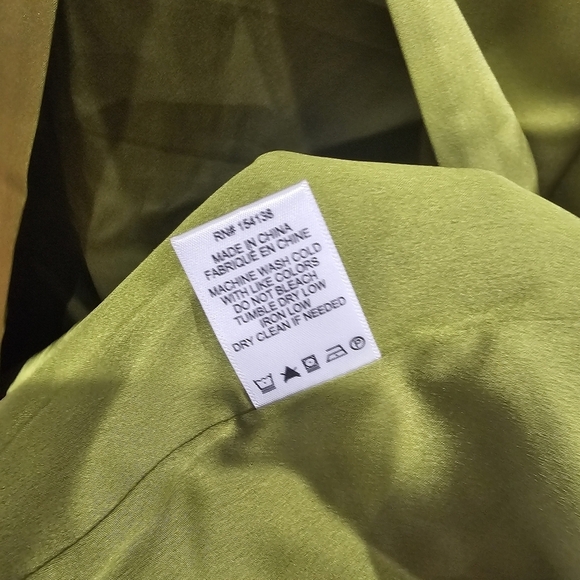 RN# 154138
MADE IN CHINA
FABRIQUÉ EN CHINE
MACHINE WASH COLD
WITH LIKE COLORS
DO NOT BLEACH
TUMBLE DRY LOW
IRON LOW
DRY CLEAN IF NEEDED
P